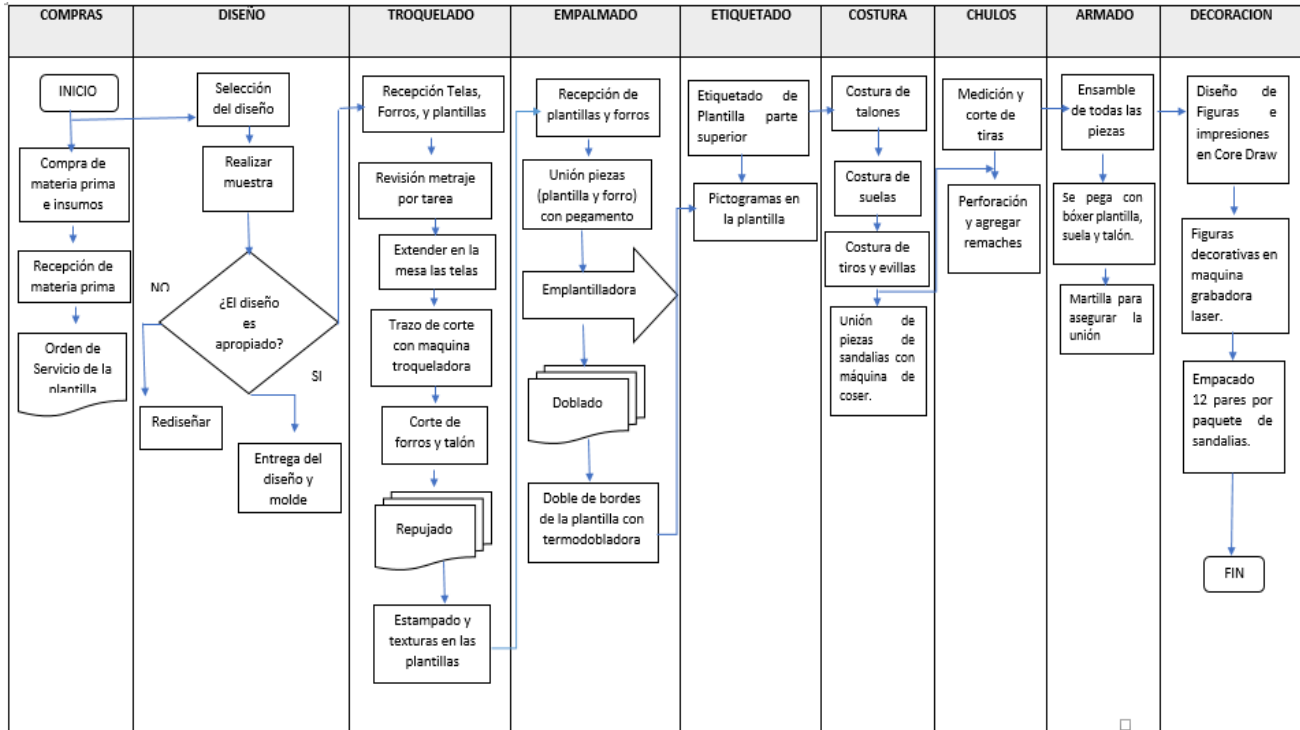 COMPRAS
DISEÑO
TROQUELADO
EMPALMADO
ETIQUETADO
COSTURA
CHULOS
ARMADO
DECORACION
INICIO
Compra de
materia prima
e insumos
Recepción de
materia prima
Orden de
Servicio de la
plantilla
Selección
del diseño
Realizar
muestra
NO
¿El diseño
es
apropiado?
SI
Rediseñar
Entrega del
diseño y
molde
Recepción Telas,
Forros, y plantillas
Revisión metraje
por tarea
Extender en la
mesa las telas
Trazo de corte
con maquina
troqueladora
Corte de
forros y talón
Repujado
Estampado y
texturas en las
plantillas
Recepción de
plantillas y forros
Unión piezas
(plantilla y forro)
con pegamento
Emplantilladora
Doblado
Doble de bordes
de la plantilla con
termodobladora
Etiquetado de
Plantilla parte
superior
Pictogramas en
la plantilla
Costura de
talones
Costura de
suelas
Costura de
tiros y evillas
Unión de
piezas de
sandalias con
máquina de
coser.
Medición y
corte de
tiras
Perforación
y agregar
remaches
Ensamble
de todas las
piezas
Se pega con
bóxer plantilla,
suela y talón.
Martilla para
asegurar la
unión
Diseño de
Figuras e
impresiones
en Core Draw
Figuras
decorativas en
maquina
grabadora
laser.
Empacado
12 pares por
paquete de
sandalias.
FIN